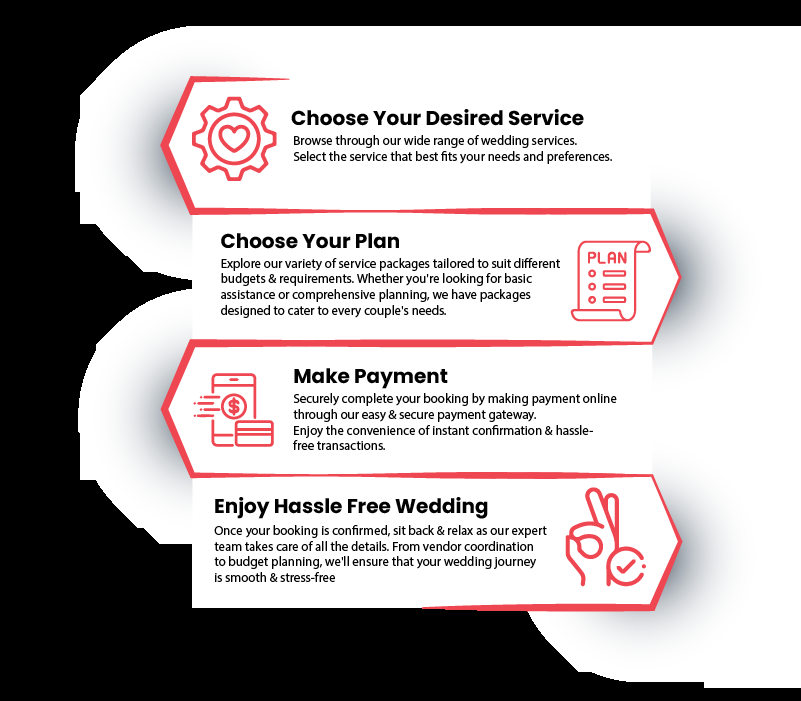 Choose Your Desired Service
Browse through our wide range of wedding services.
Select the service that best fits your needs and preferences.
Choose Your Plan
Explore our variety of service packages tailored to suit different
budgets & requirements. Whether you're looking for basic
assistance or comprehensive planning, we have packages
designed to cater to every couple's needs.
PLAN
Make Payment
Securely complete your booking by making payment online
through our easy & secure payment gateway.
Enjoy the convenience of instant confirmation & hassle-
free transactions.
$
Enjoy Hassle Free Wedding
Once your booking is confirmed, sit back & relax as our expert
team takes care of all the details. From vendor coordination
to budget planning, we'll ensure that your wedding journey
is smooth & stress-free